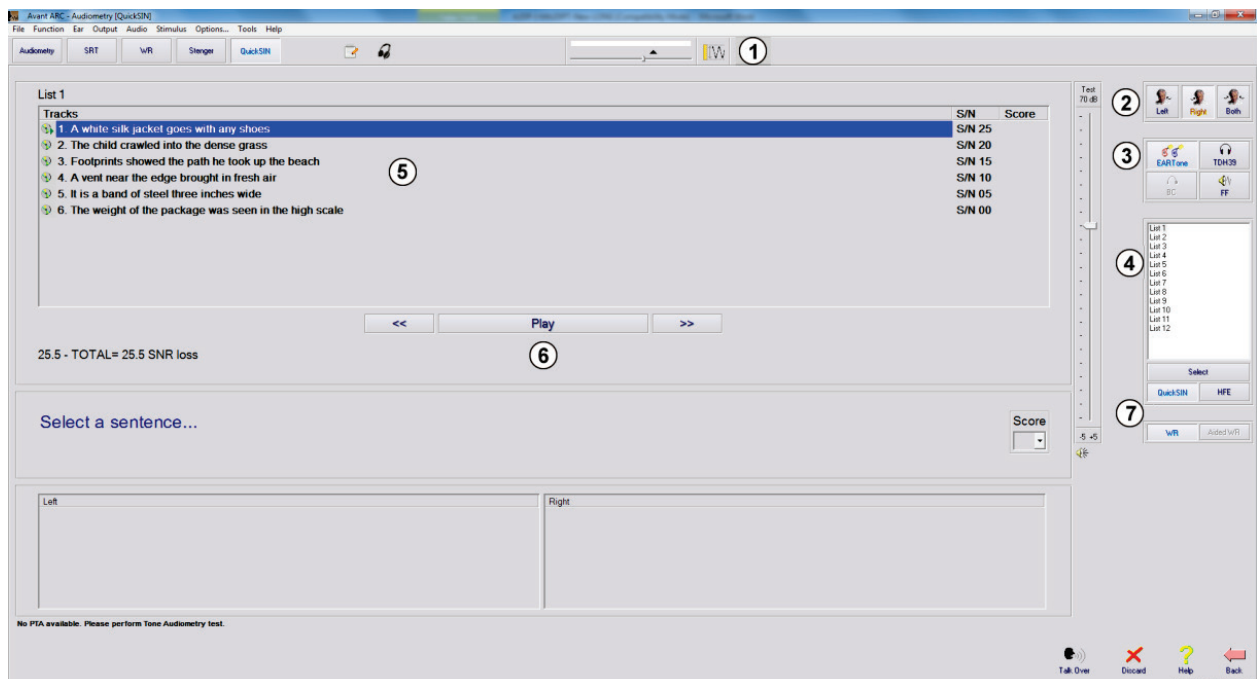 Avant ARC - Audiometry [QuickSIN]
File Function Ear Output Audio Stimulus Options... Tools Help
Audiometry SRT WR Stenger QuickSIN
1
List 1
Tracks S/N Score
1. A white silk jacket goes with any shoes S/N 25
2. The child crawled into the dense grass S/N 20
3. Footprints showed the path he took up the beach S/N 15
4. A vent near the edge brought in fresh air S/N 10
5. It is a band of steel three inches wide S/N 05
6. The weight of the package was seen in the high scale S/N 00
5
<< Play >>
25.5 - TOTAL= 25.5 SNR loss
6
Select a sentence...
Score
Left Right
No PTA available. Please perform Tone Audiometry test.
Test
70 dB
-5 +5
2
Left Right Both
3
EARTone TDH39
BC FF
4
List 1
List 2
List 3
List 4
List 5
List 6
List 7
List 8
List 9
List 10
List 11
List 12
Select
QuickSIN HFE
7
WR Aided WR
Talk Over Discard Help Back